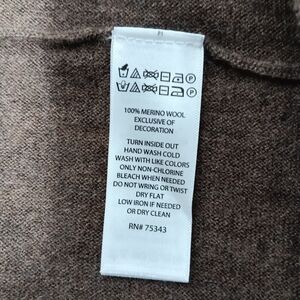 100% MERINO WOOL
EXCLUSIVE OF
DECORATION
TURN INSIDE OUT
HAND WASH COLD
WASH WITH LIKE COLORS
ONLY NON-CHLORINE
BLEACH WHEN NEEDED
DO NOT WRING OR TWIST
DRY FLAT
LOW IRON IF NEEDED
OR DRY CLEAN
RN# 75343